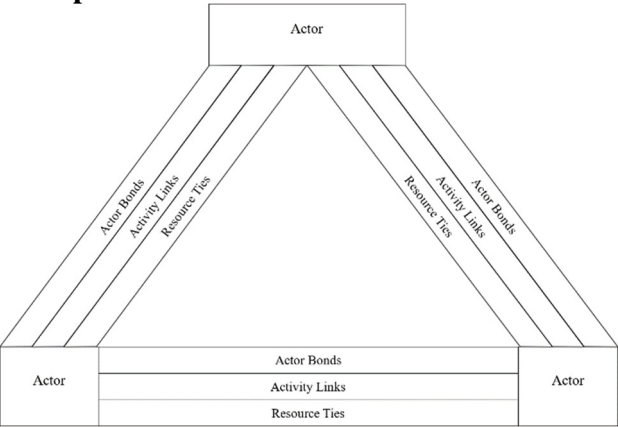 Actor
Actor Bonds
Activity Links
Resource Ties
Resource Ties
Activity Links
Actor Bonds
Actor
Actor Bonds
Activity Links
Resource Ties
Actor